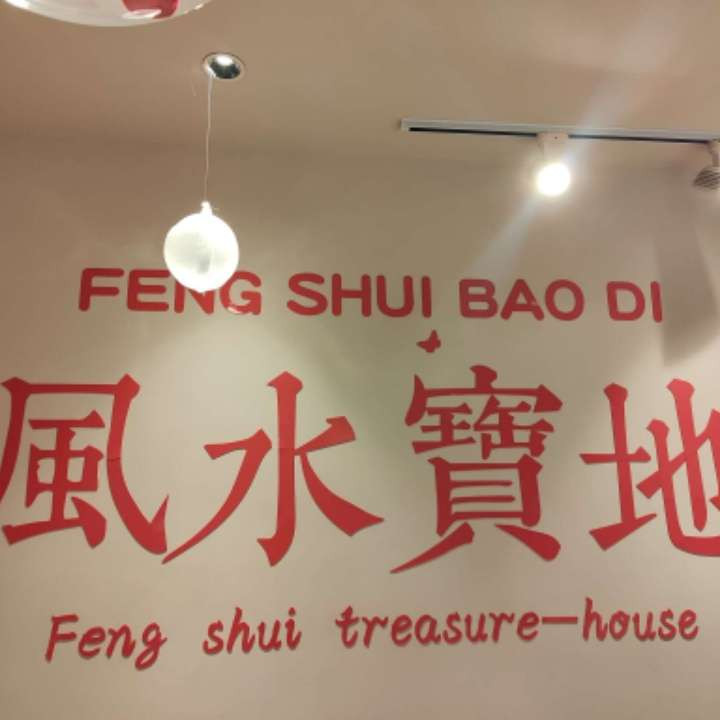 FENG SHUI BAO DI
風水寶地
Feng shui treasure-house